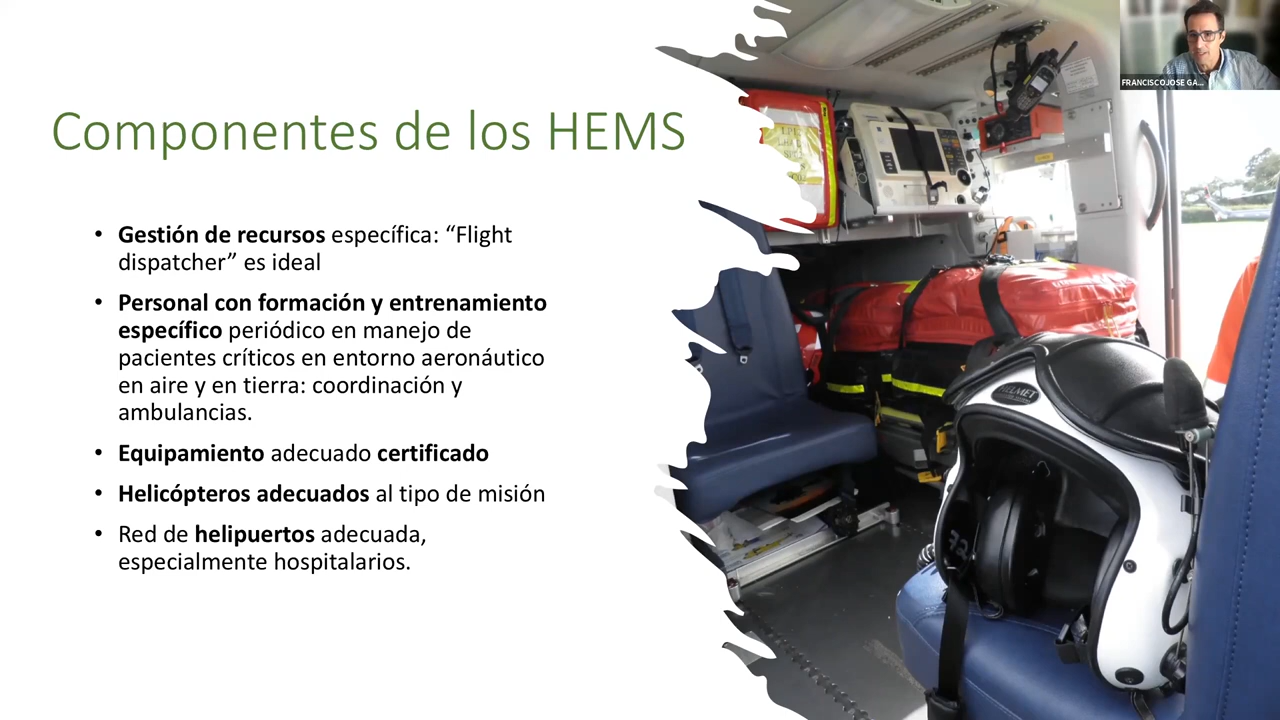 FRANCISCOJOSE GA...
Componentes de los HEMS
• Gestión de recursos específica: “Flight
dispatcher” es ideal
• Personal con formación y entrenamiento
específico periódico en manejo de
pacientes críticos en entorno aeronáutico
en aire y en tierra: coordinación y
ambulancias.
• Equipamiento adecuado certificado
• Helicópteros adecuados al tipo de misión
• Red de helipuertos adecuada,
especialmente hospitalarios.
72